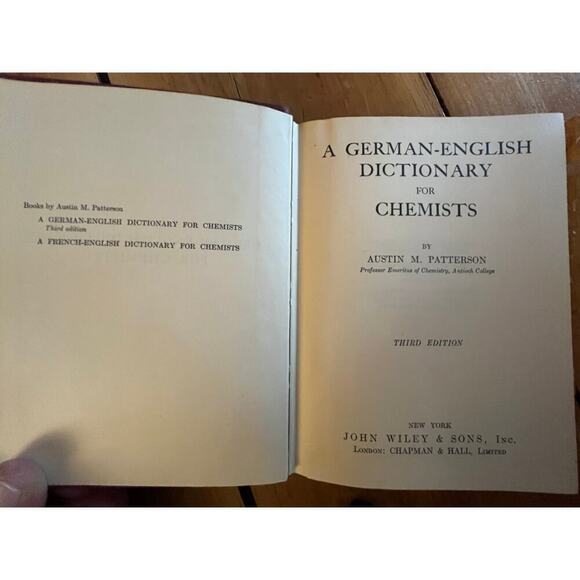 Books by Austin M. Patterson
A GERMAN-ENGLISH DICTIONARY FOR CHEMISTS
Third edition
A FRENCH-ENGLISH DICTIONARY FOR CHEMISTS
A GERMAN-ENGLISH
DICTIONARY
FOR
CHEMISTS
BY
AUSTIN M. PATTERSON
Professor Emeritus of Chemistry, Antioch College
THIRD EDITION
NEW YORK
JOHN WILEY & SONS, Inc.
London: CHAPMAN & HALL, Limited